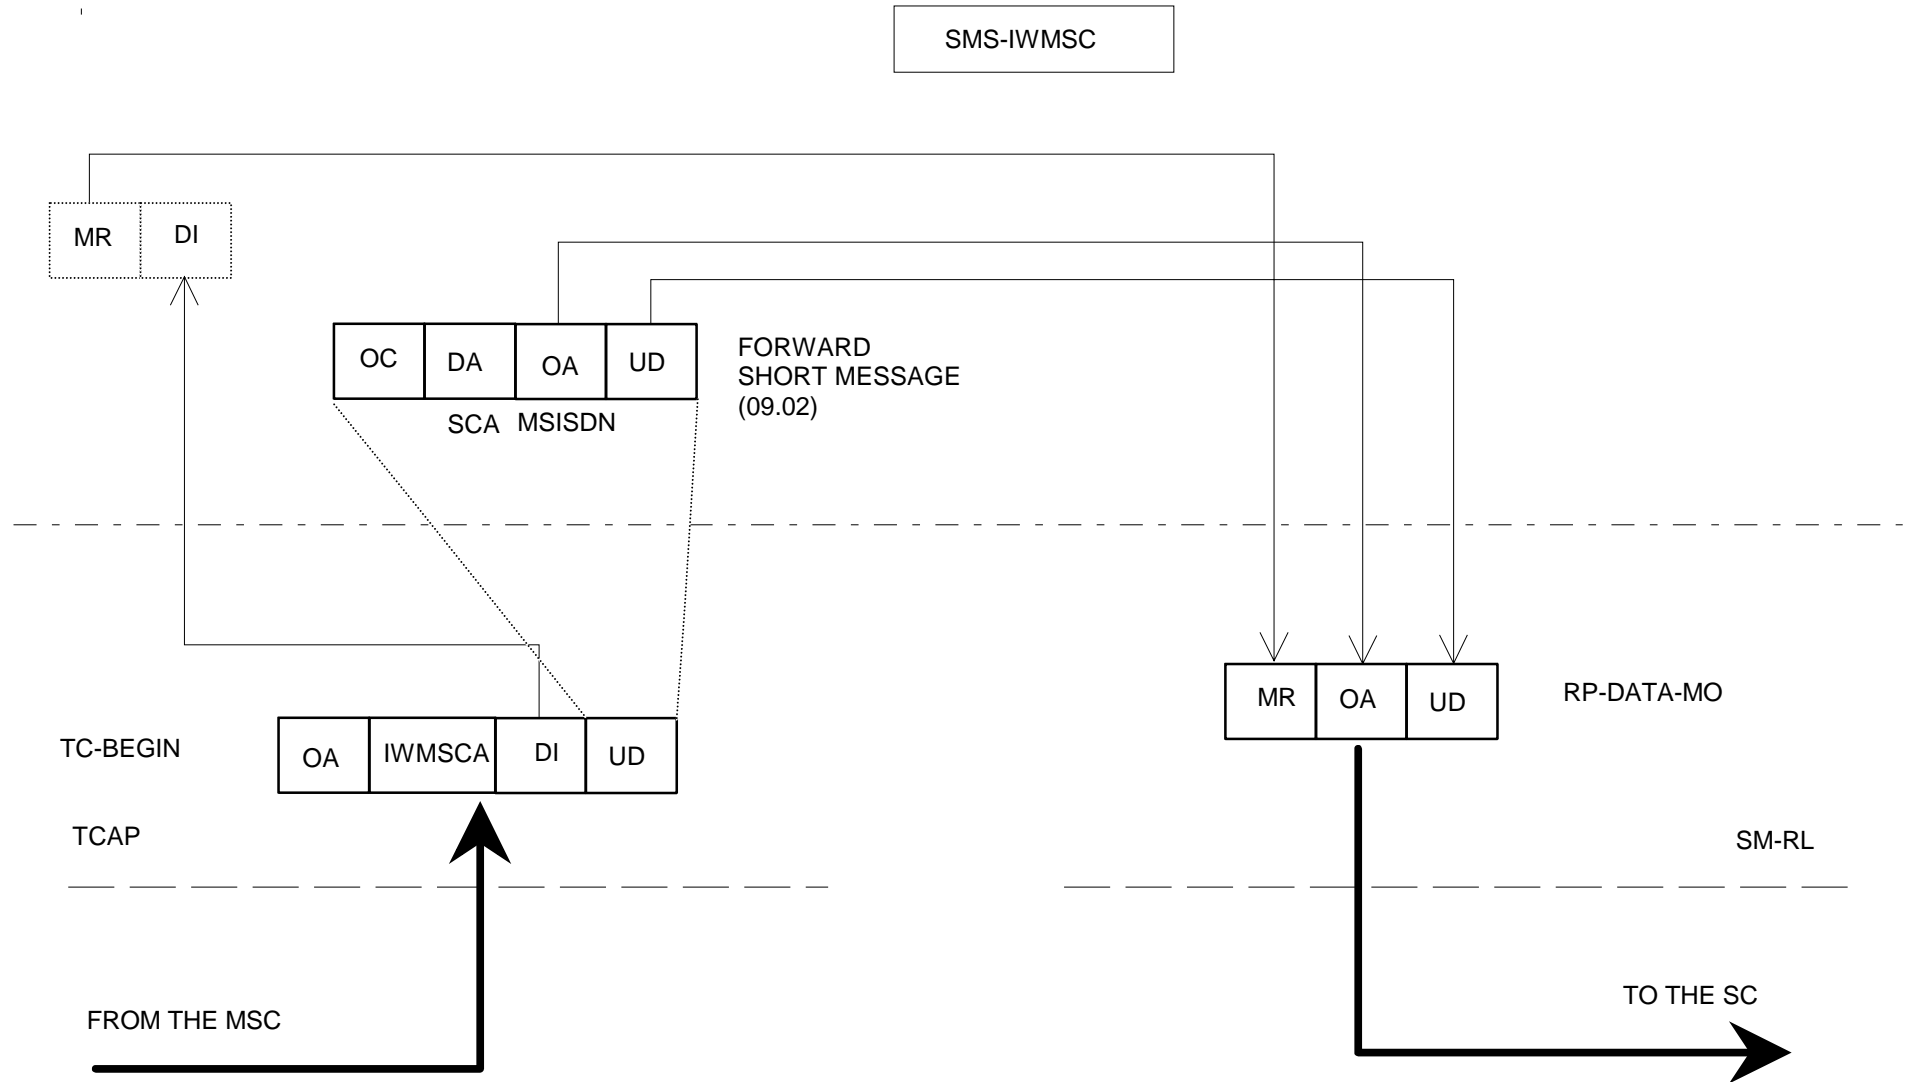 SMS-IWMSC
MR DI
OC DA OA UD
SCA MSISDN
FORWARD
SHORT MESSAGE
(09.02)
MR OA UD
RP-DATA-MO
TC-BEGIN
OA IWMSCA DI UD
TCAP
SM-RL
FROM THE MSC
TO THE SC